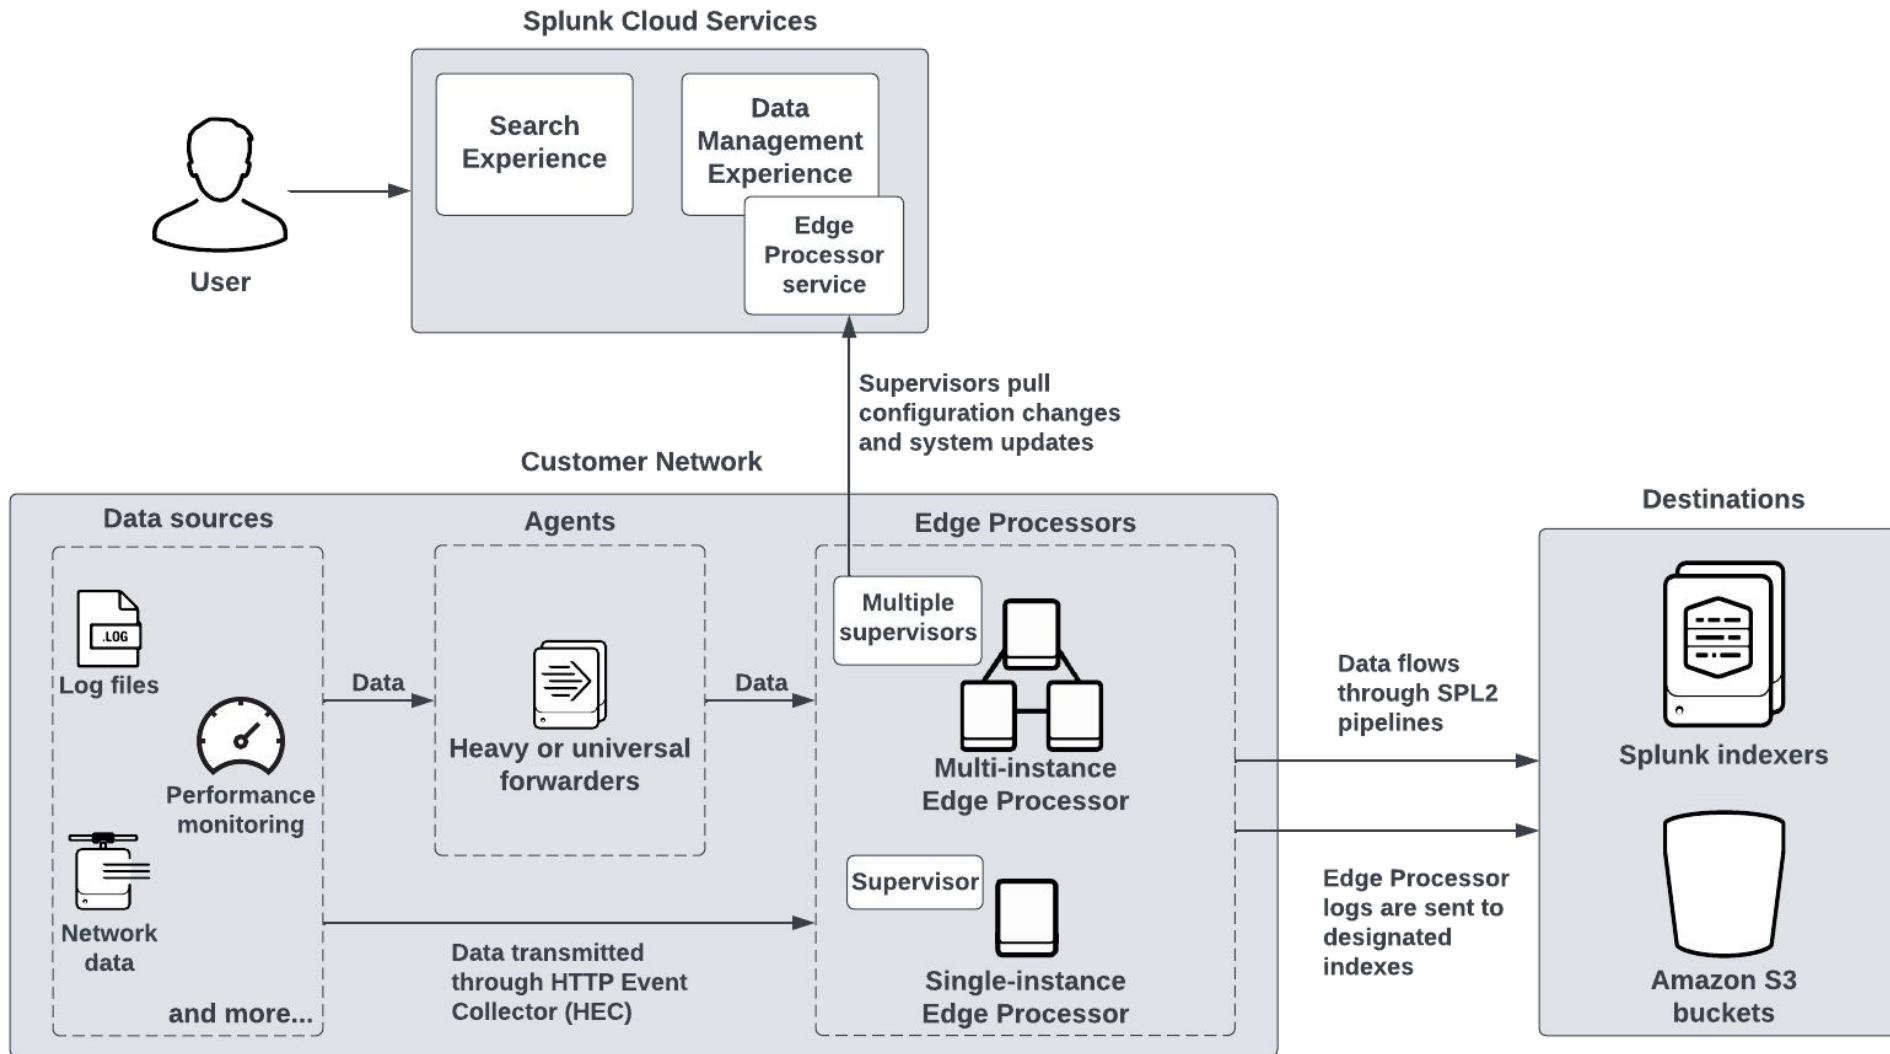 Splunk Cloud Services
Search
Experience
Data
Management
Experience
Edge
Processor
service
User
Supervisors pull
configuration changes
and system updates
Customer Network
Data sources
.LOG
Log files
Performance
monitoring
Network
data
and more...
Data
Agents
Heavy or universal
forwarders
Data
Data transmitted
through HTTP Event
Collector (HEC)
Edge Processors
Multiple
supervisors
Multi-instance
Edge Processor
Supervisor
Single-instance
Edge Processor
Data flows
through SPL2
pipelines
Edge Processor
logs are sent to
designated
indexes
Destinations
Splunk indexers
Amazon S3
buckets